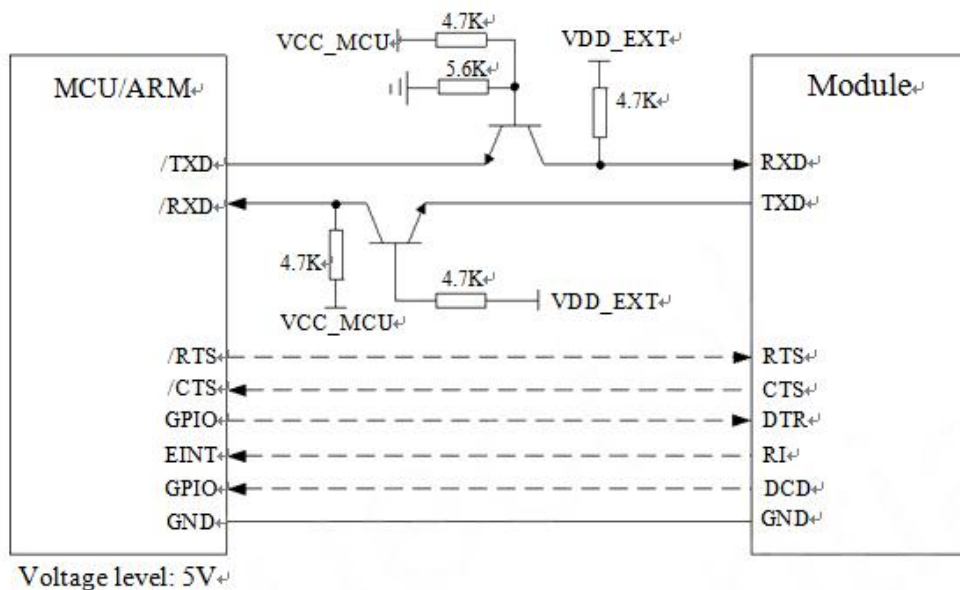 4.7K
VCC_MCU
VDD_EXT
5.6K
MCU/ARM
4.7K
Module
/TXD
RXD
/RXD
TXD
4.7K
4.7K
VDD_EXT
VCC_MCU
/RTS
RTS
/CTS
CTS
GPIO
DTR
EINT
RI
GPIO
DCD
GND
GND
Voltage level: 5V